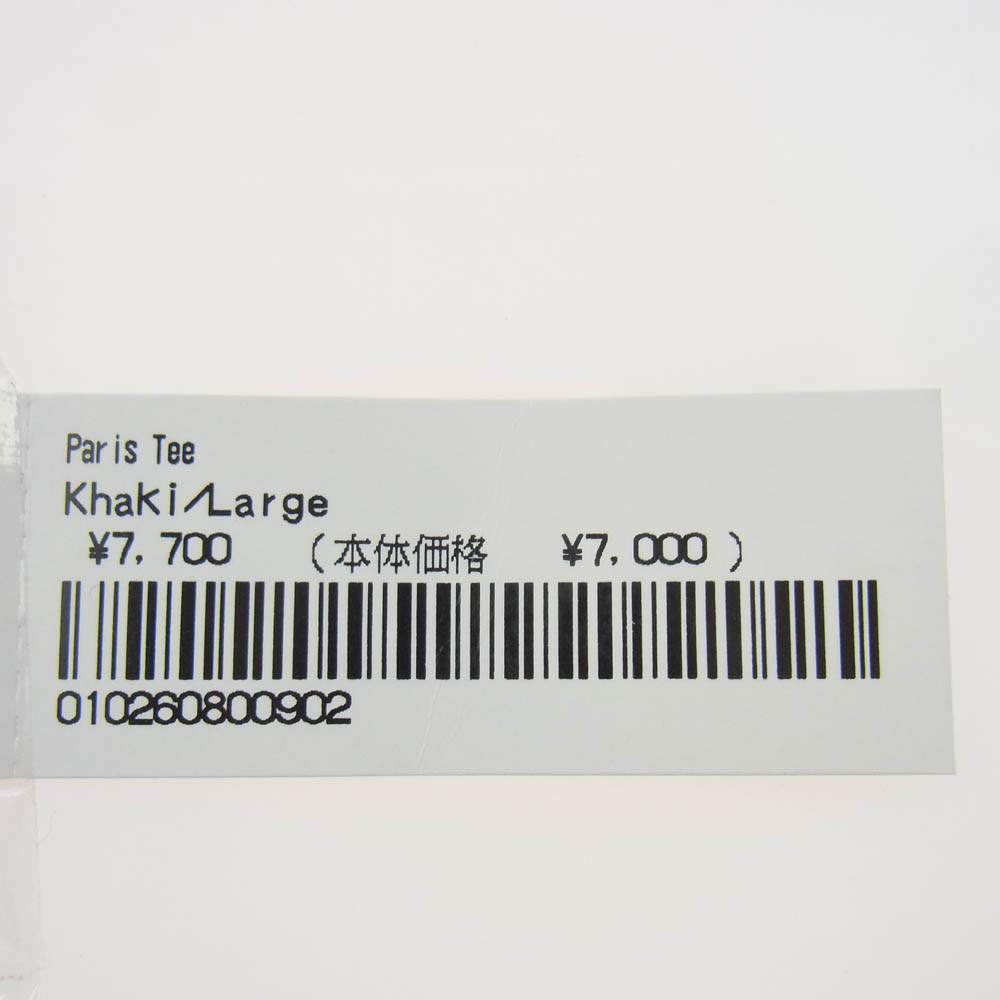 Paris Tee
Khaki/Large
¥7,700 (本体価格 ¥7,000 )
010260800902